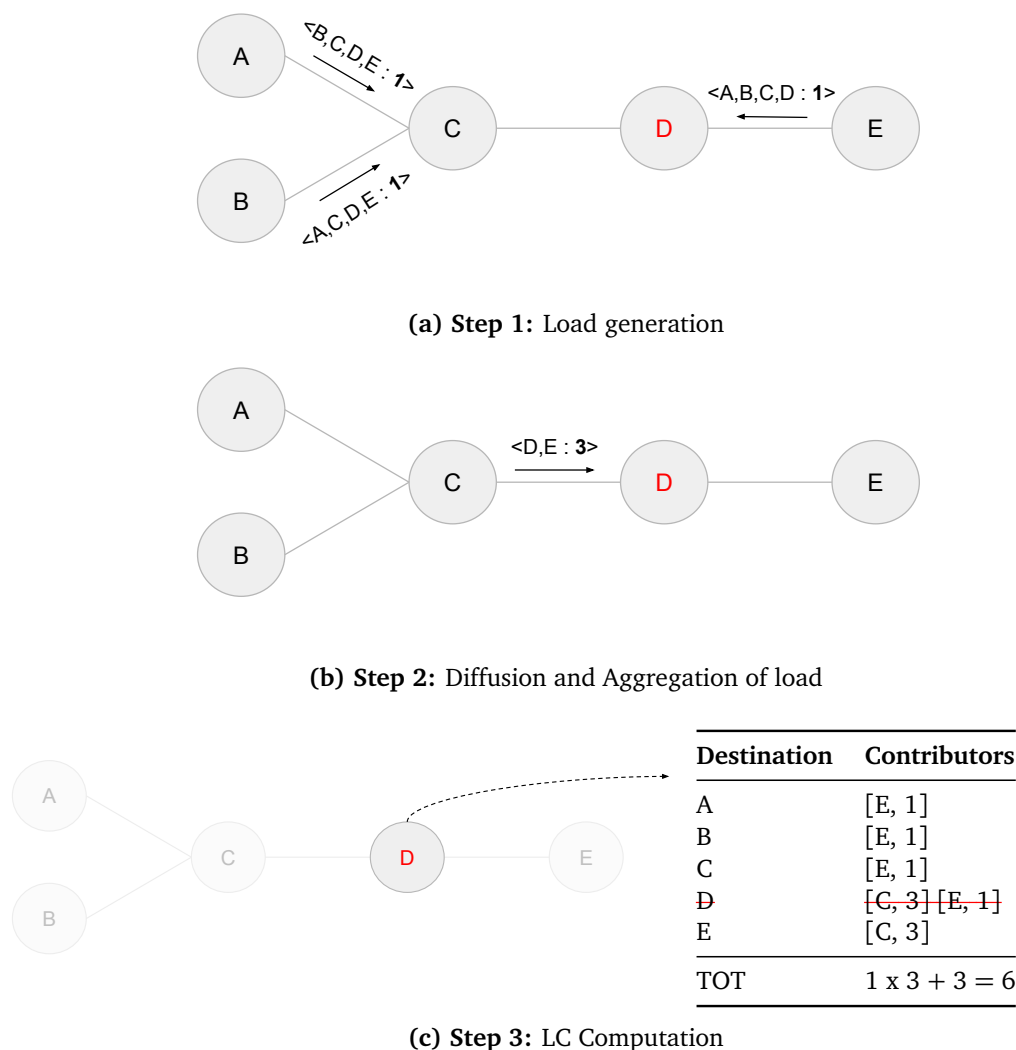 A
<B,C,D,E : 1>
<A,B,C,D : 1>
C
D
E
B
<A,C,D,E : 1>
(a) Step 1: Load generation
A
<D,E : 3>
C
D
E
B
(b) Step 2: Diffusion and Aggregation of load
Destination Contributors
A
A [E, 1]
B [E, 1]
C
D
E
C [E, 1]
D [C, 3] [E, 1]
B
E [C, 3]
TOT 1 x 3 + 3 = 6
(c) Step 3: LC Computation